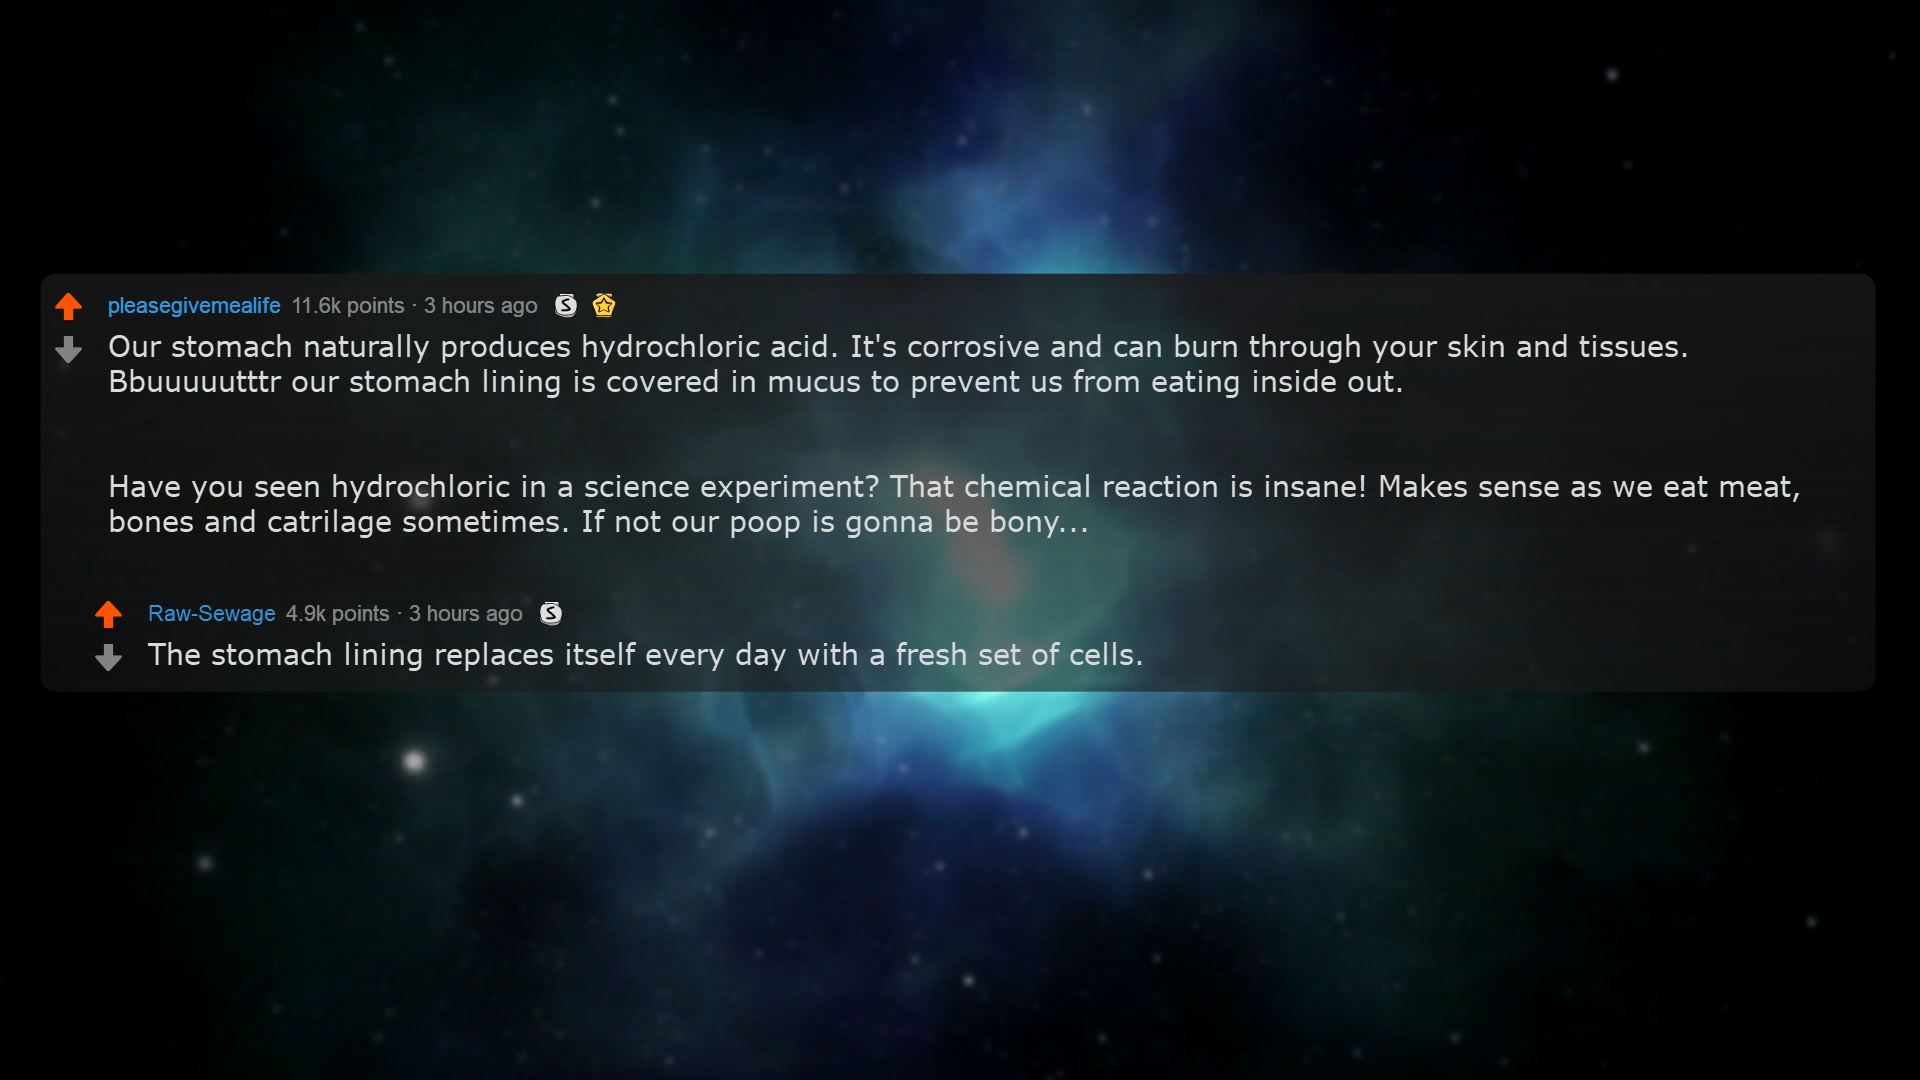 pleasegivemealife 11.6k points · 3 hours ago S
Our stomach naturally produces hydrochloric acid. It's corrosive and can burn through your skin and tissues.
Bbuuuuutttr our stomach lining is covered in mucus to prevent us from eating inside out.
Have you seen hydrochloric in a science experiment? That chemical reaction is insane! Makes sense as we eat meat,
bones and catrilage sometimes. If not our poop is gonna be bony...
Raw-Sewage 4.9k points · 3 hours ago S
The stomach lining replaces itself every day with a fresh set of cells.